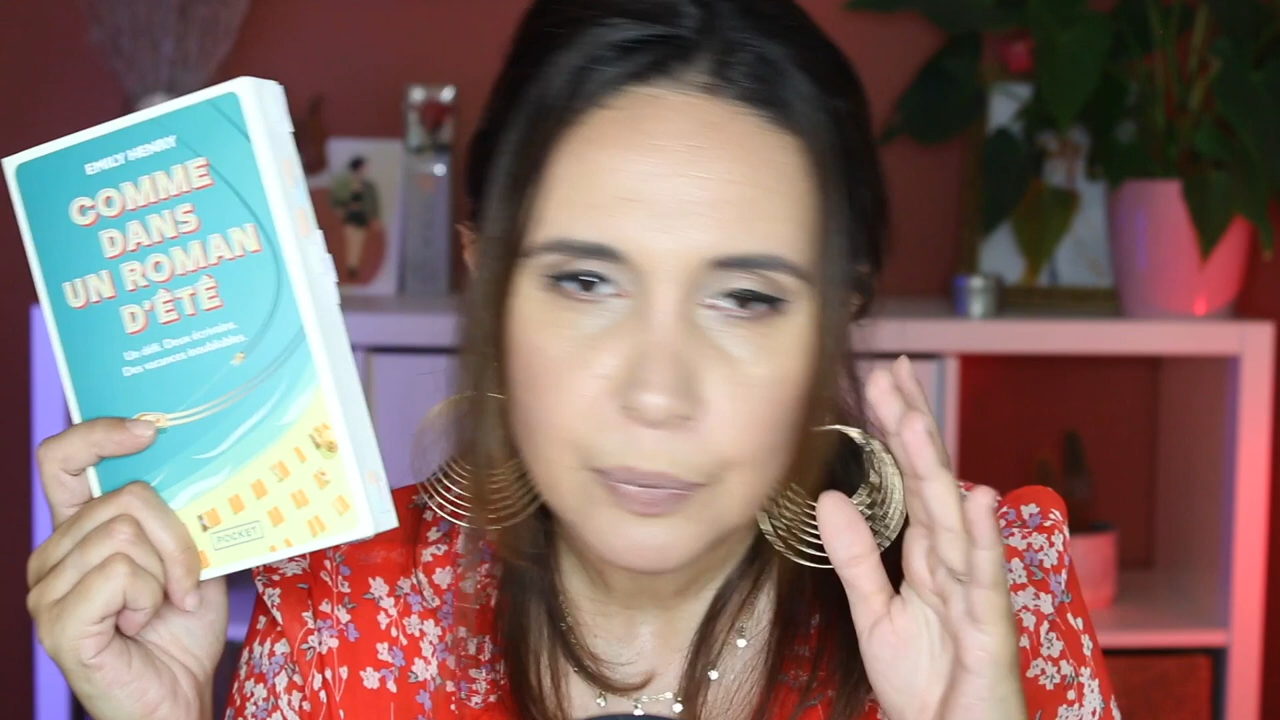 EMILY HENRY
COMME
DANS
UN ROMAN
D'ÉTÉ
Un défi. Deux écrivains.
Des vacances inoubliables.
POCKET